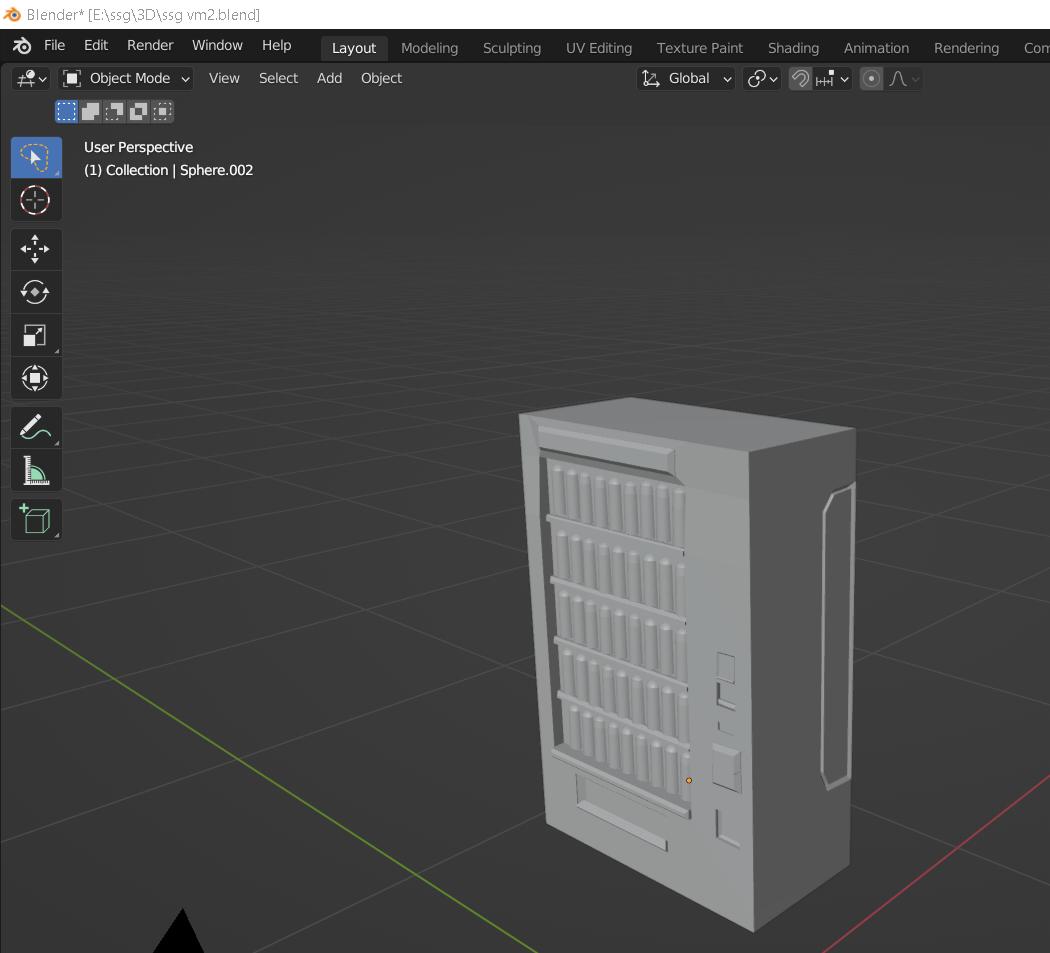 Blender* [E:\ssg\3D\ssg vm2.blend]
File Edit Render Window Help Layout Modeling Sculpting UV Editing Texture Paint Shading Animation Rendering Com
Object Mode View Select Add Object Global
User Perspective
(1) Collection | Sphere.002